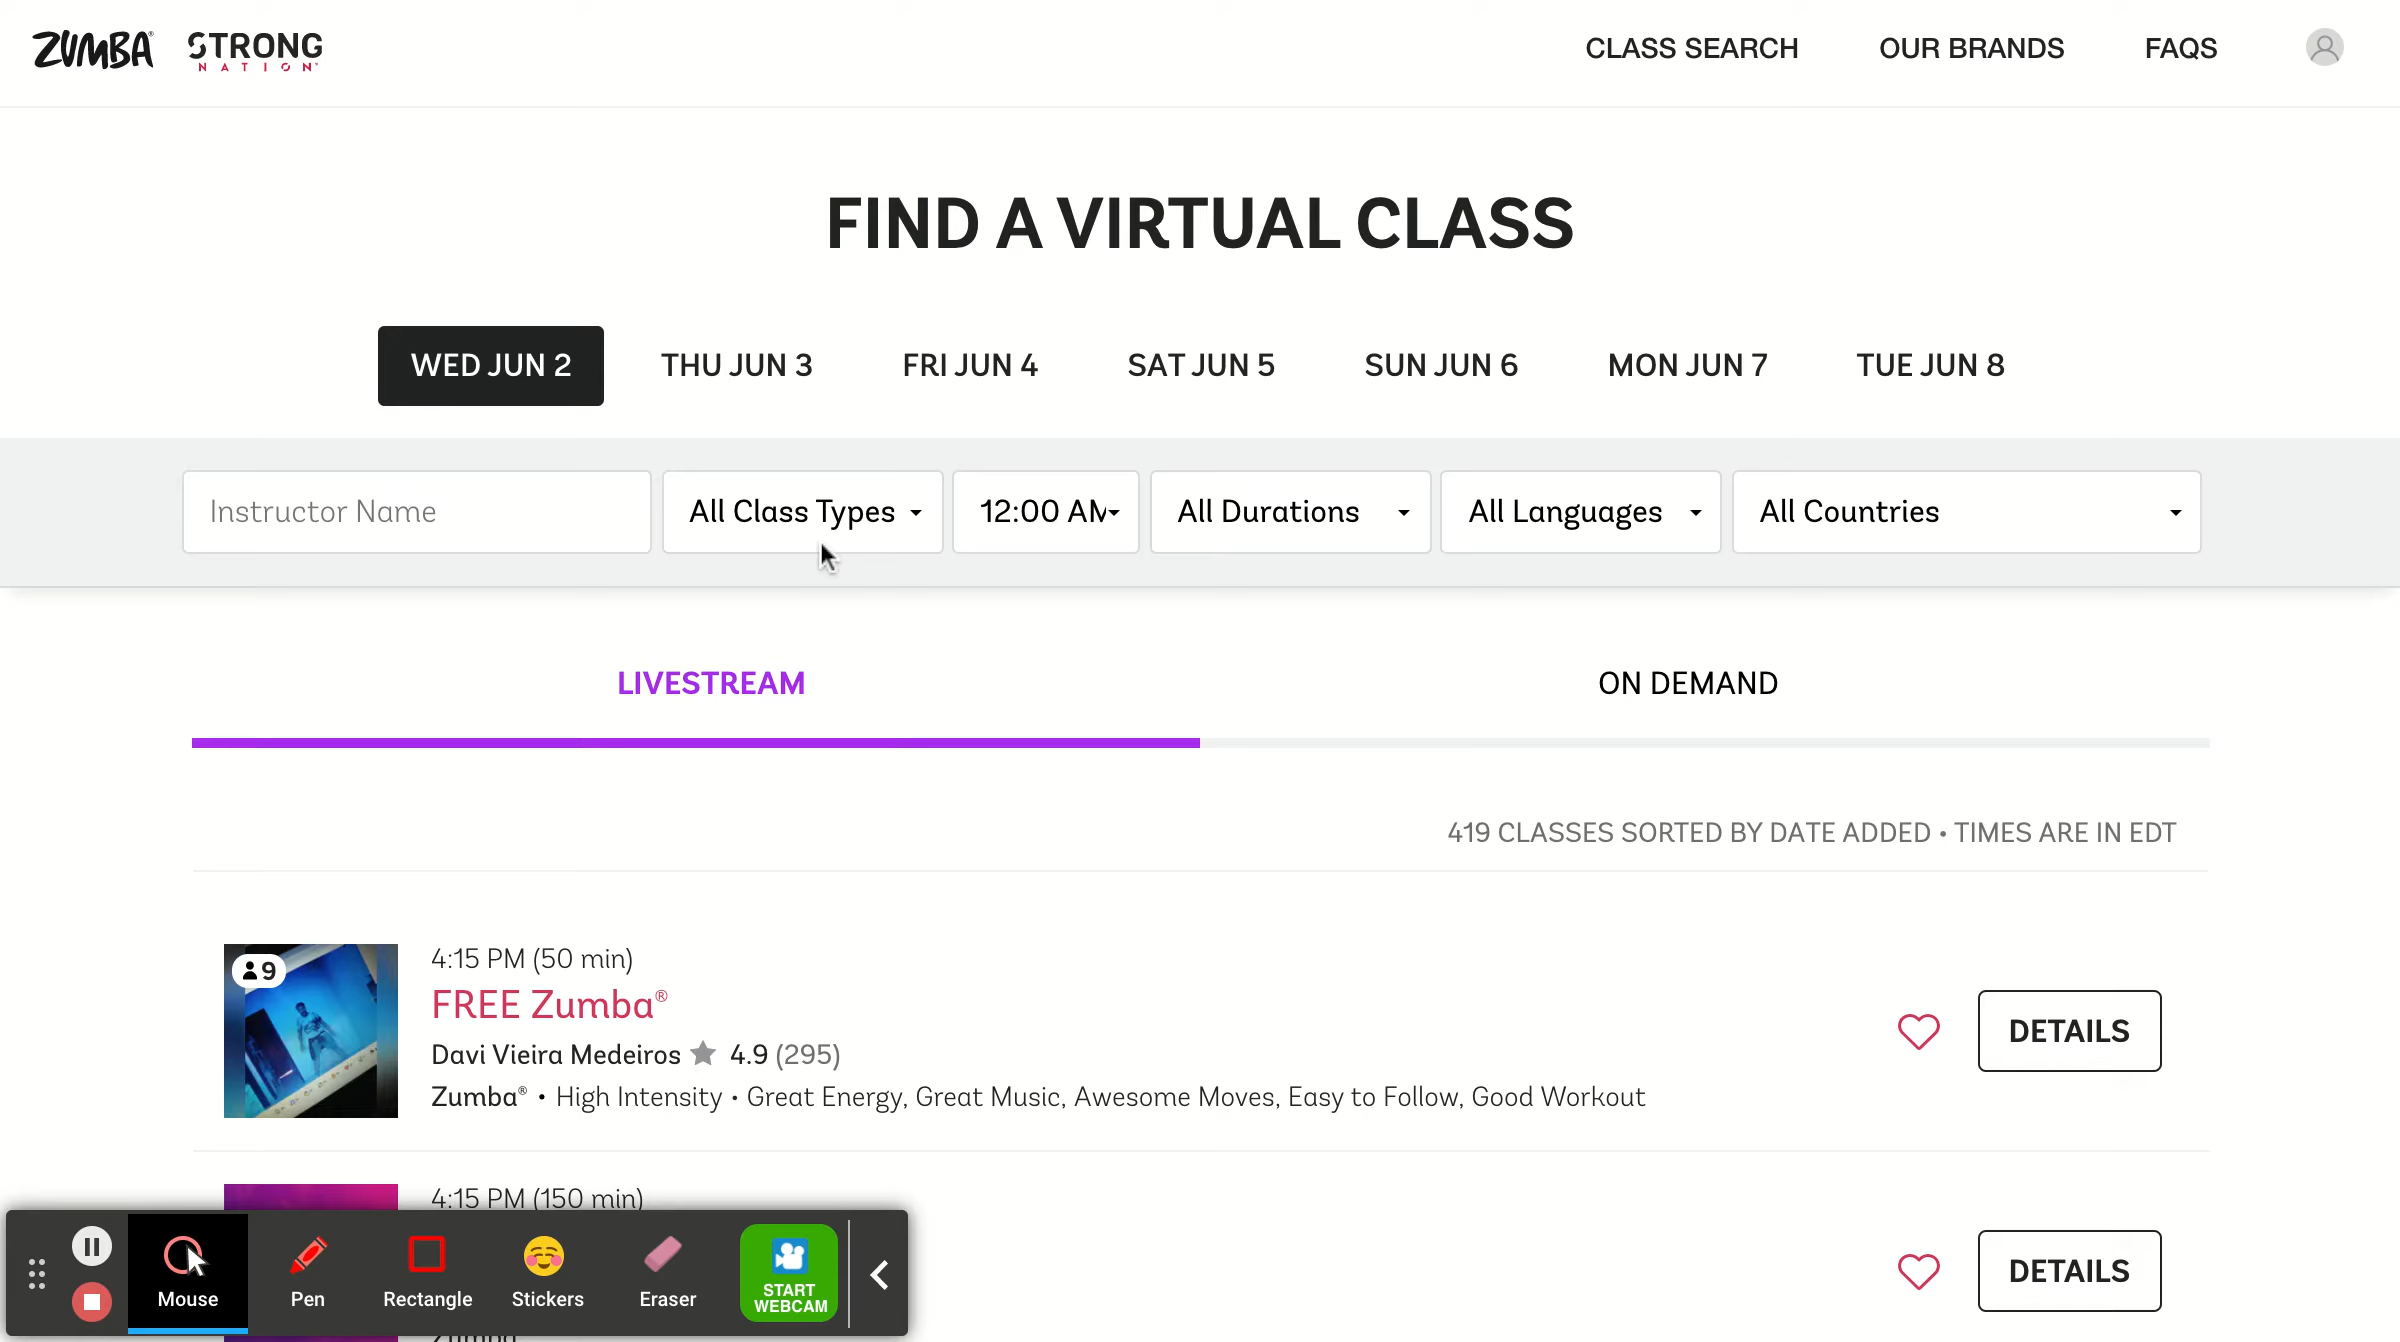 ZUMBA®
STRONG
NATION™
CLASS SEARCH
OUR BRANDS
FAQS
FIND A VIRTUAL CLASS
WED JUN 2
THU JUN 3
FRI JUN 4
SAT JUN 5
SUN JUN 6
MON JUN 7
TUE JUN 8
Instructor Name
All Class Types
12:00 AM
All Durations
All Languages
All Countries
LIVESTREAM
ON DEMAND
419 CLASSES SORTED BY DATE ADDED • TIMES ARE IN EDT
9
4:15 PM (50 min)
FREE Zumba®
Davi Vieira Medeiros 4.9 (295)
Zumba® • High Intensity • Great Energy, Great Music, Awesome Moves, Easy to Follow, Good Workout
DETAILS
4:15 PM (150 min)
DETAILS
Mouse
Pen
Rectangle
Stickers
Eraser
START
WEBCAM